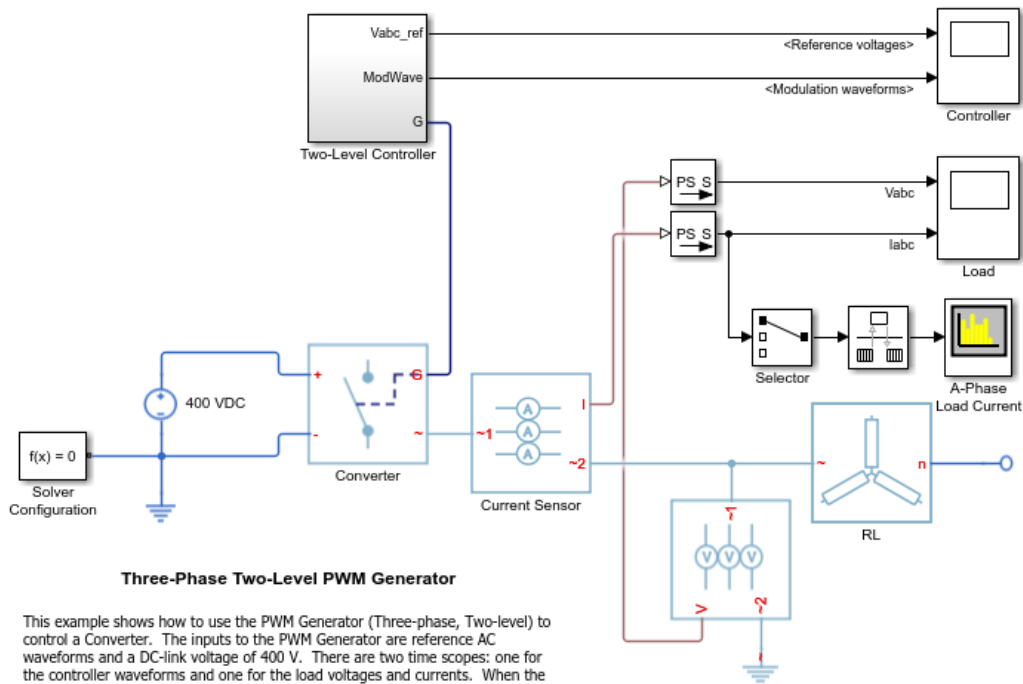 Vabc_ref
<Reference voltages>
ModWave
<Modulation waveforms>
G
Controller
Two-Level Controller
PS S
Vabc
PS S
Iabc
Load
Selector
A-Phase
Load Current
+
G
400 VDC
-
~
Converter
A
A
A
I
~1
~2
Current Sensor
f(x) = 0
Solver
Configuration
~
n
RL
~1
V V V
V
~2
Three-Phase Two-Level PWM Generator
This example shows how to use the PWM Generator (Three-phase, Two-level) to
control a Converter. The inputs to the PWM Generator are reference AC
waveforms and a DC-link voltage of 400 V. There are two time scopes: one for
the controller waveforms and one for the load voltages and currents. When the